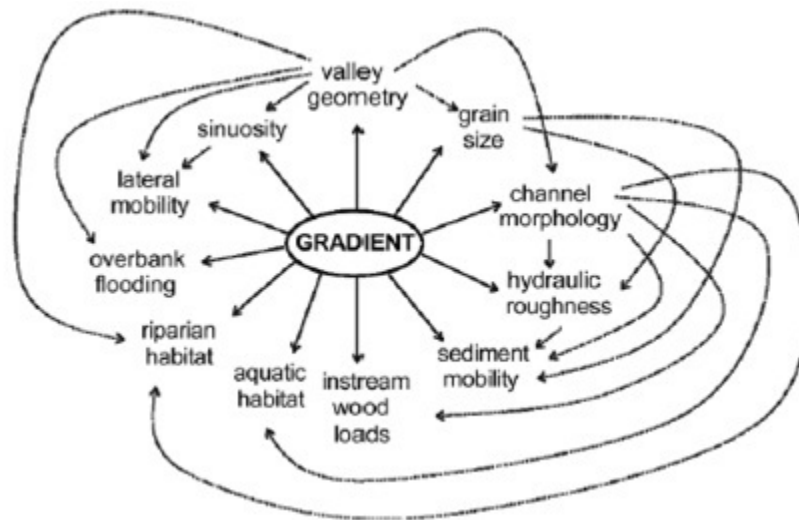 valley
geometry
grain
size
sinuosity
lateral
mobility
channel
morphology
GRADIENT
overbank
flooding
hydraulic
roughness
riparian
habitat
aquatic
habitat
instream
wood
loads
sediment
mobility